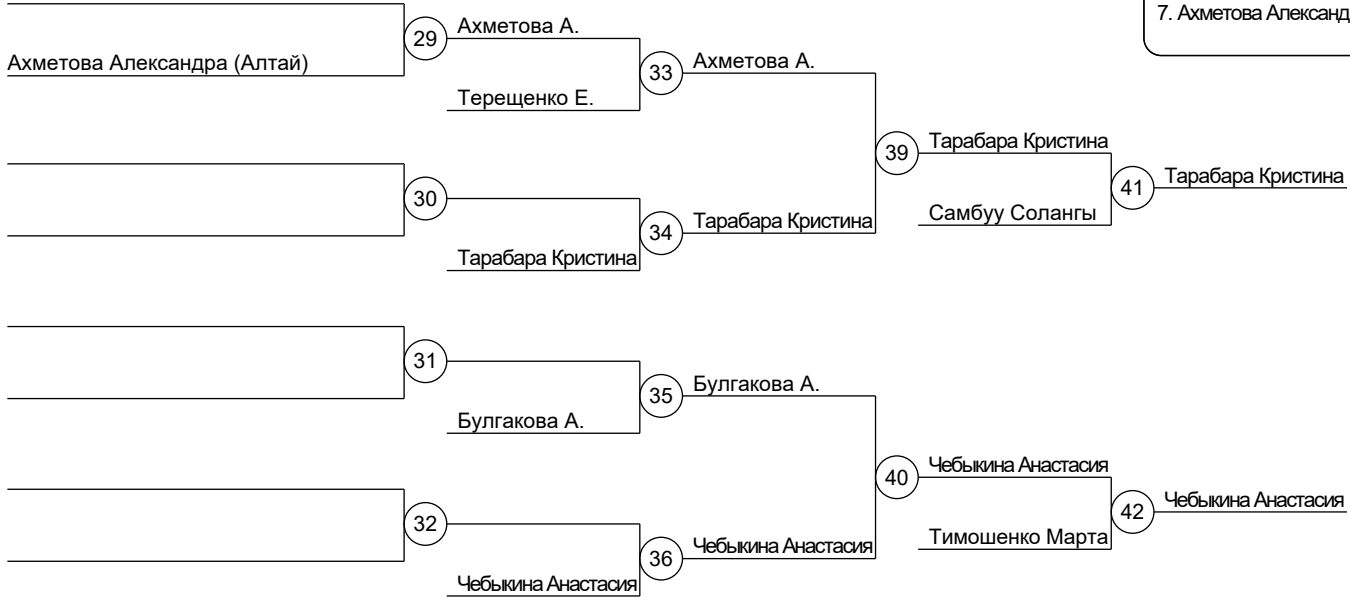 7. Ахметова Александ
29
Ахметова А.
Ахметова Александра (Алтай)
33
Ахметова А.
Терещенко Е.
39
Тарабара Кристина
30
41
Тарабара Кристина
34
Тарабара Кристина
Самбуу Солангы
Тарабара Кристина
31
35
Булгакова А.
Булгакова А.
40
Чебыкина Анастасия
32
42
Чебыкина Анастасия
36
Чебыкина Анастасия
Тимошенко Марта
Чебыкина Анастасия